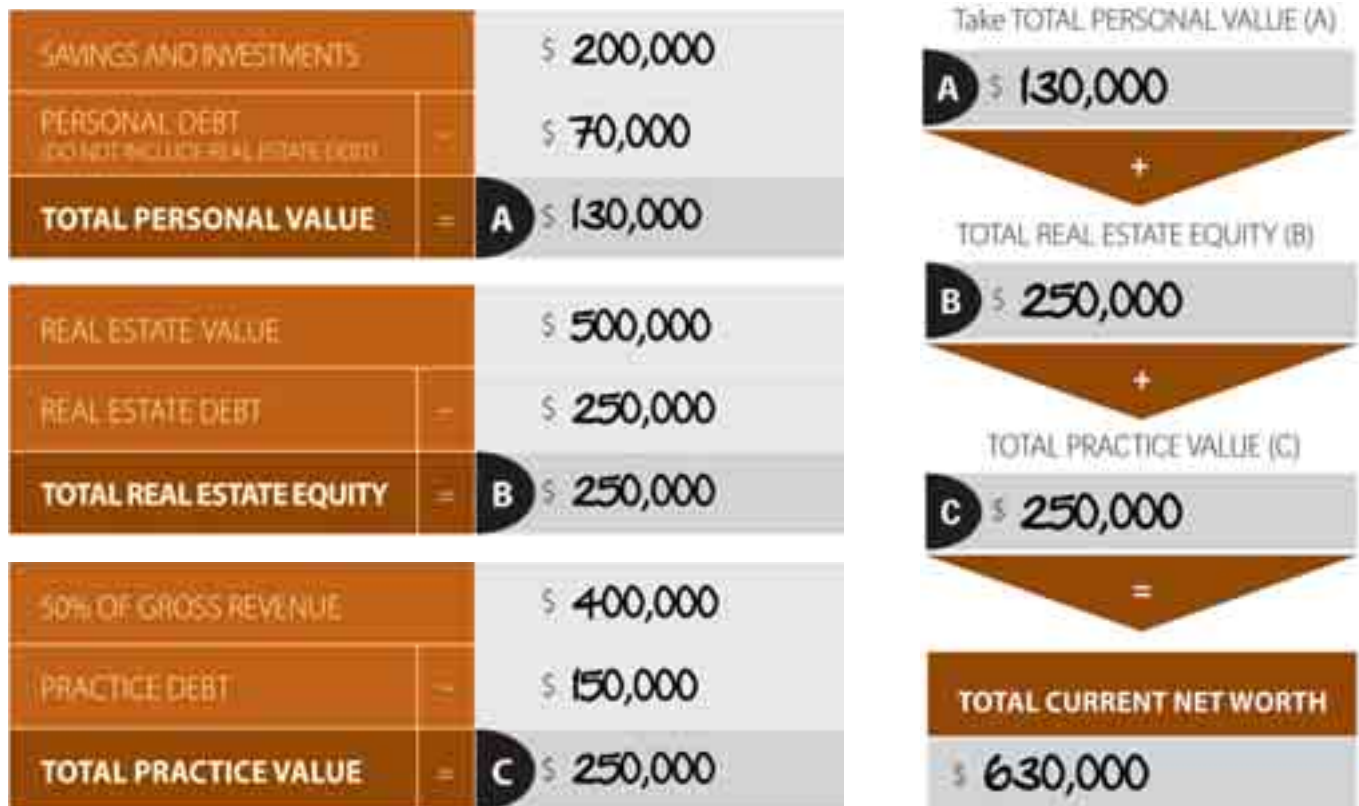 SAVINGS AND INVESTMENTS $ 200,000
PERSONAL DEBT - $ 70,000
(DO NOT INCLUDE REAL ESTATE DEBT)
TOTAL PERSONAL VALUE = A $ 130,000
REAL ESTATE VALUE $ 500,000
REAL ESTATE DEBT - $ 250,000
TOTAL REAL ESTATE EQUITY = B $ 250,000
50% OF GROSS REVENUE $ 400,000
PRACTICE DEBT - $ 150,000
TOTAL PRACTICE VALUE = C $ 250,000
Take TOTAL PERSONAL VALUE (A)
A $ 130,000
+
TOTAL REAL ESTATE EQUITY (B)
B $ 250,000
+
TOTAL PRACTICE VALUE (C)
C $ 250,000
=
TOTAL CURRENT NET WORTH
$ 630,000